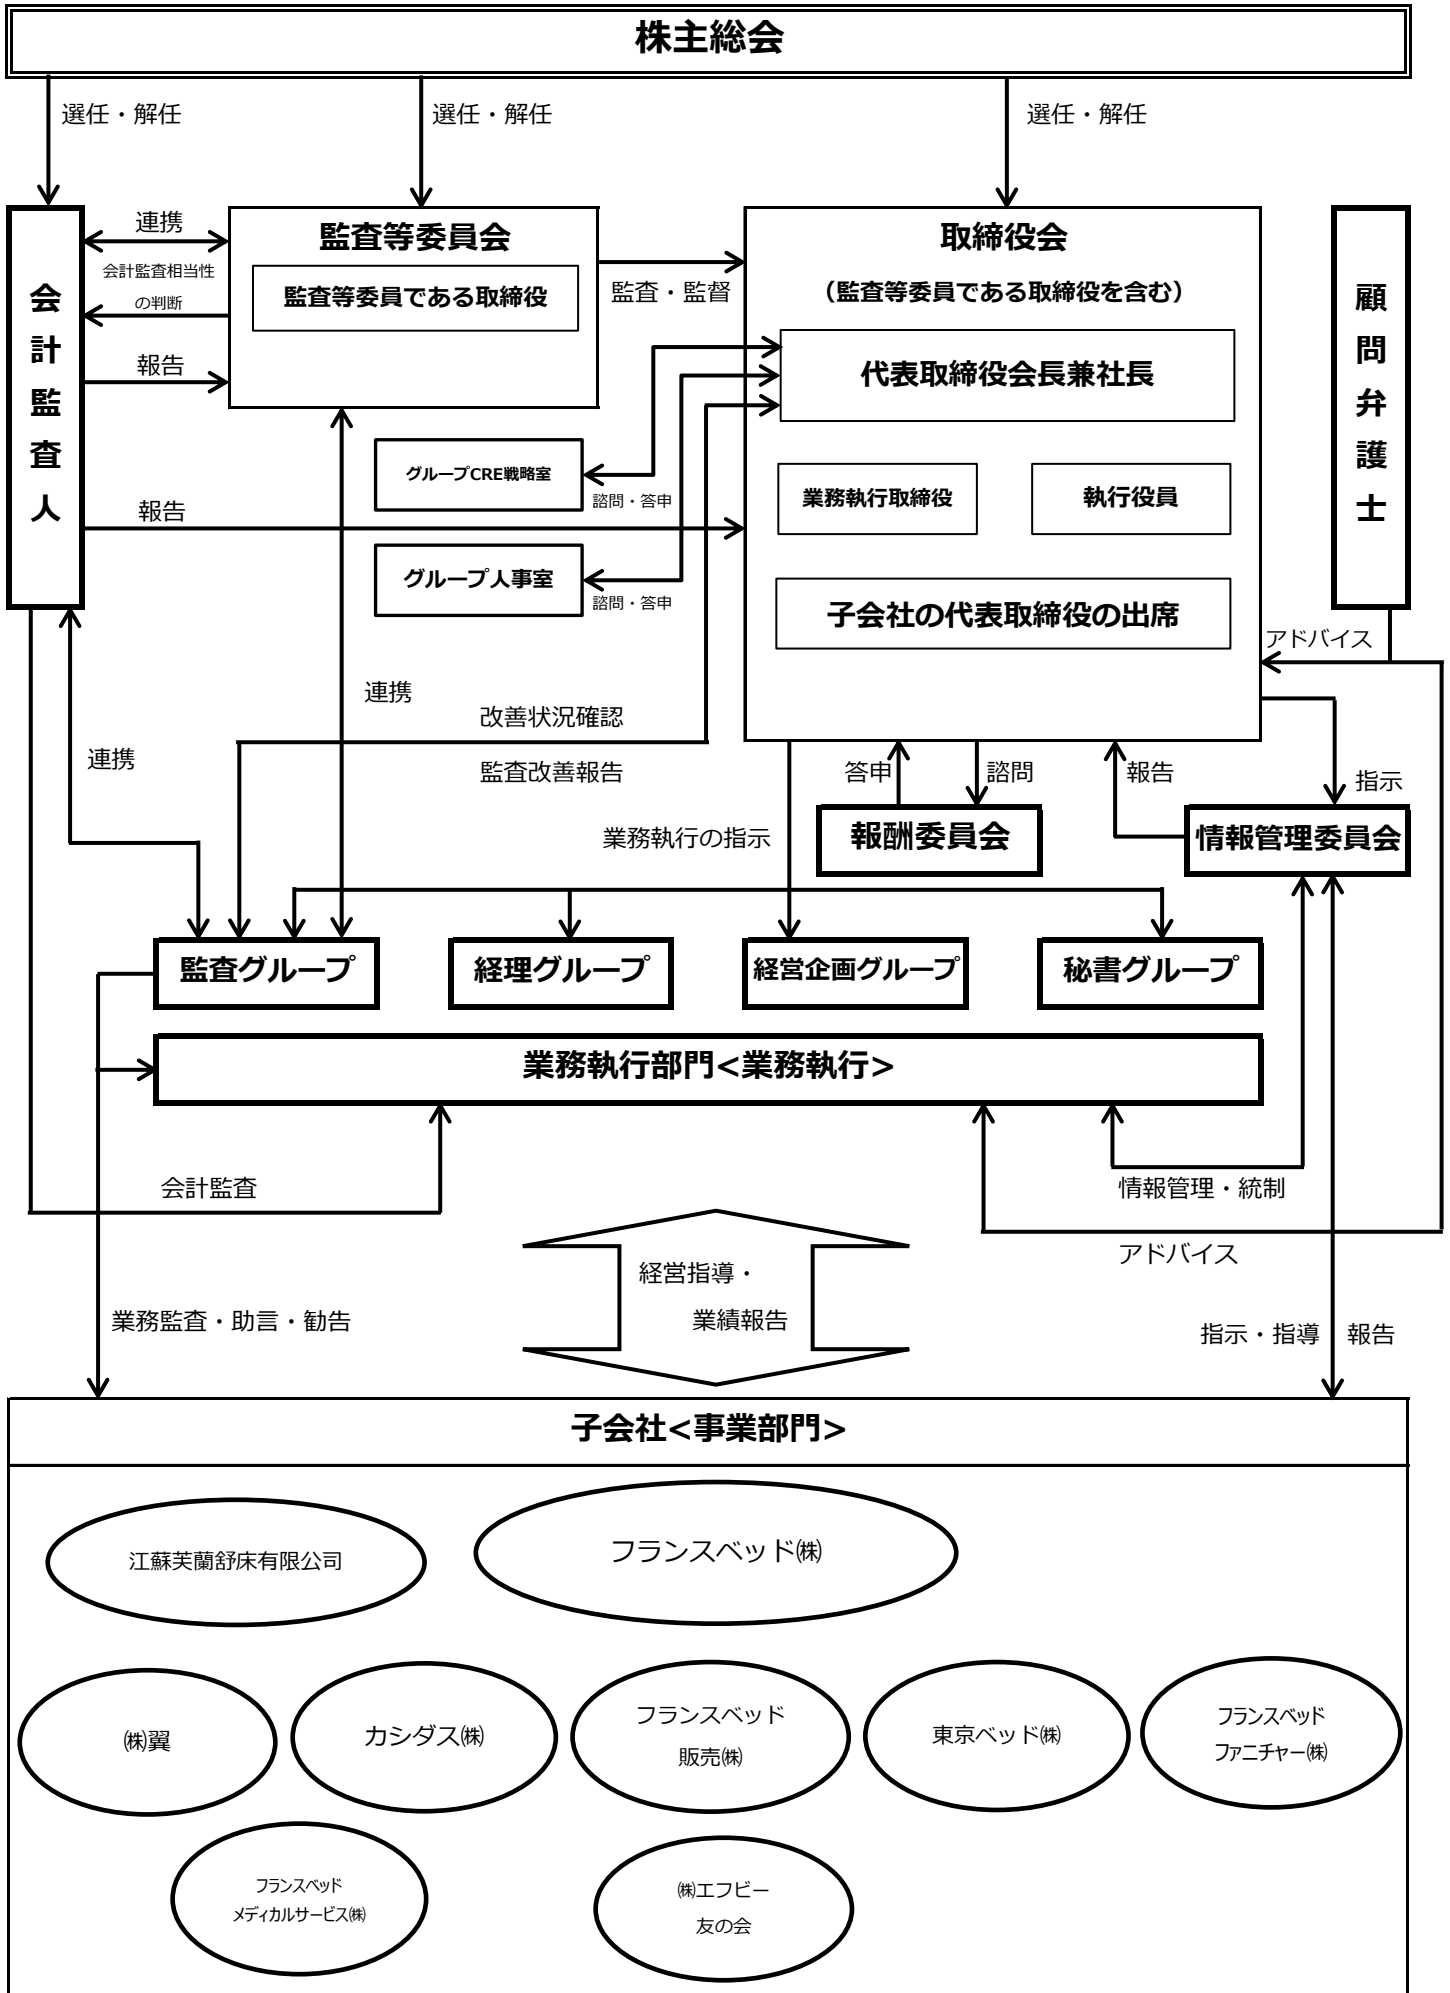 株主総会
選任・解任
選任・解任
選任・解任
会計監査人
連携
会計監査相当性
の判断
報告
監査等委員会
監査等委員である取締役
監査・監督
取締役会
（監査等委員である取締役を含む）
代表取締役会長兼社長
業務執行取締役
執行役員
子会社の代表取締役の出席
顧問弁護士
グループCRE戦略室
諮問・答申
報告
グループ人事室
諮問・答申
アドバイス
連携
連携
改善状況確認
監査改善報告
業務執行の指示
答申
諮問
報告
指示
報酬委員会
情報管理委員会
監査グループ
経理グループ
経営企画グループ
秘書グループ
業務執行部門<業務執行>
会計監査
情報管理・統制
アドバイス
経営指導・
業績報告
業務監査・助言・勧告
指示・指導
報告
子会社<事業部門>
江蘇芙蘭舒床有限公司
フランスベッド㈱
㈱翼
カシダス㈱
フランスベッド
販売㈱
東京ベッド㈱
フランスベッド
ファニチャー㈱
フランスベッド
メディカルサービス㈱
㈱エフビー
友の会